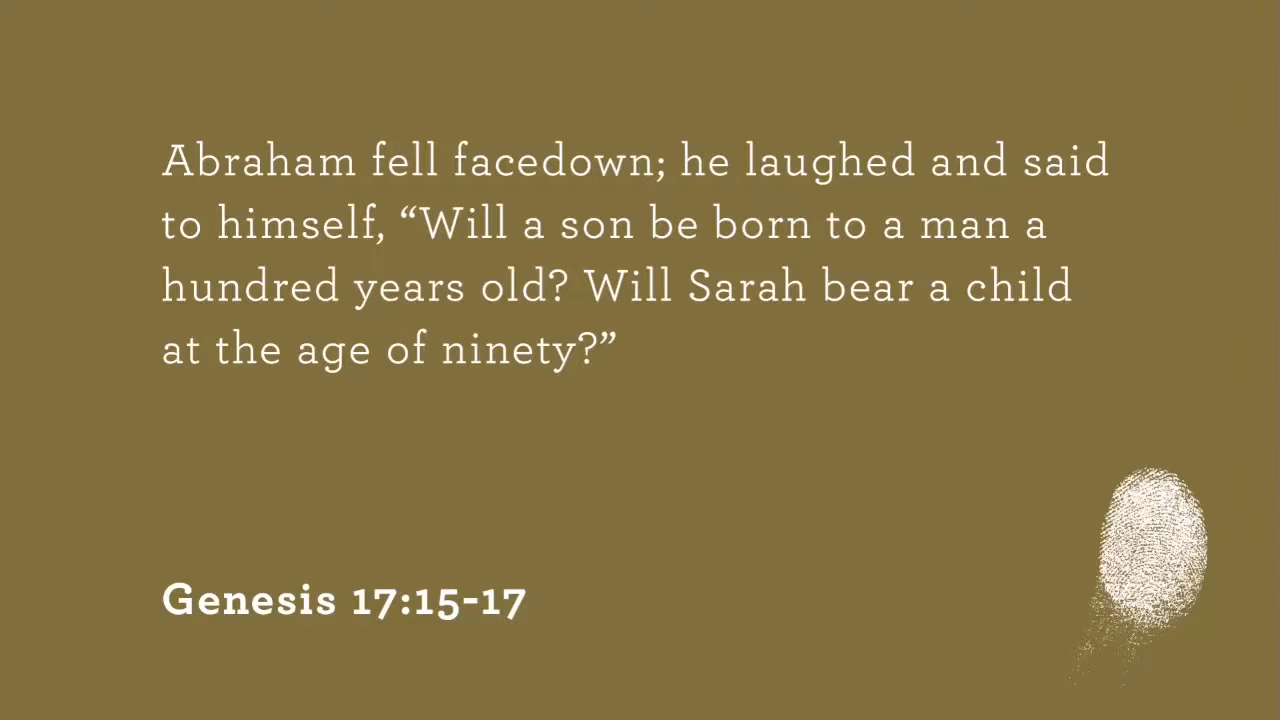 Abraham fell facedown; he laughed and said
to himself, “Will a son be born to a man a
hundred years old? Will Sarah bear a child
at the age of ninety?”
Genesis 17:15-17